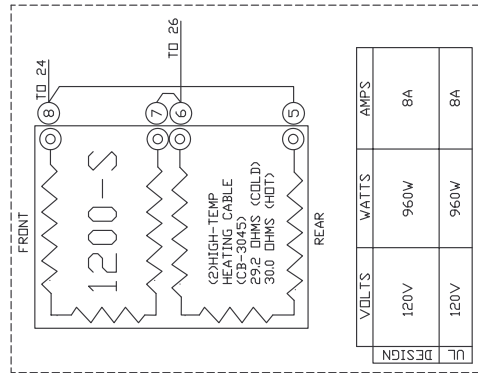 FRONT
TO 24
TO 26
8
7
6
5
1200-S
(2)HIGH-TEMP
HEATING CABLE
(CB-3045)
29.2 OHMS (COLD)
30.0 OHMS (HOT)
REAR
VOLTS WATTS AMPS
DESIGN 120V 960W 8A
UL 120V 960W 8A